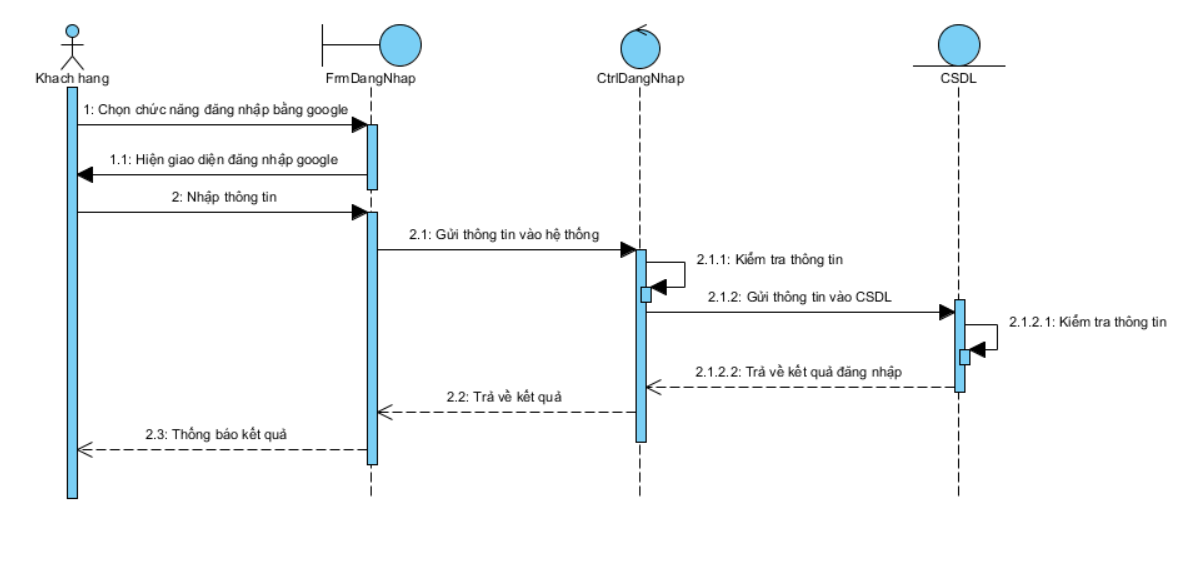 Khach hang
FrmDangNhap
CtrlDangNhap
CSDL
1: Chọn chức năng đăng nhập bằng google
1.1: Hiện giao diện đăng nhập google
2: Nhập thông tin
2.1: Gửi thông tin vào hệ thống
2.1.1: Kiểm tra thông tin
2.1.2: Gửi thông tin vào CSDL
2.1.2.1: Kiểm tra thông tin
2.1.2.2: Trả về kết quả đăng nhập
2.2: Trả về kết quả
2.3: Thống báo kết quả